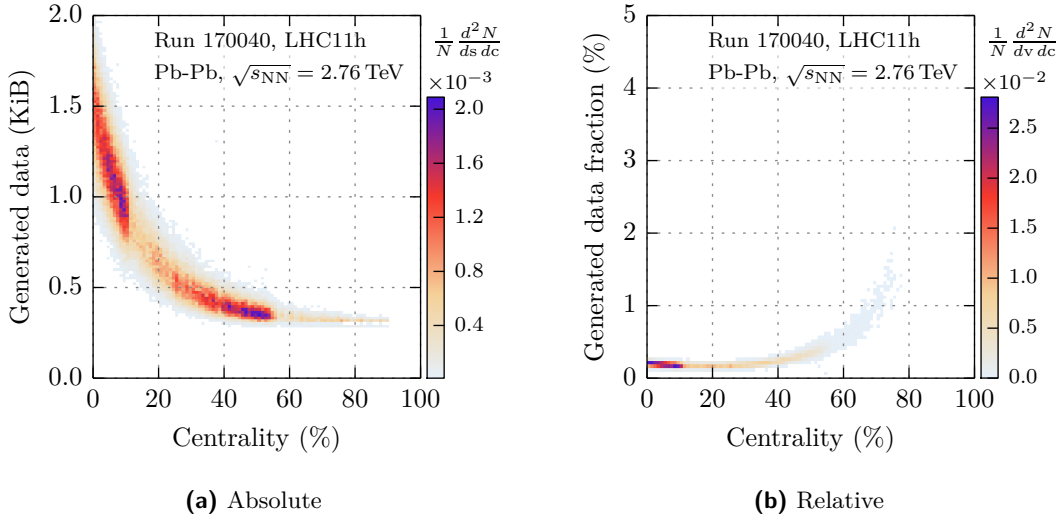 Run 170040, LHC11h
Pb-Pb, √s_NN = 2.76 TeV
1/N d²N/ds dc
×10⁻³
2.0
1.6
1.2
0.8
0.4
Generated data (KiB)
2.0
1.5
1.0
0.5
0.0
0 20 40 60 80 100
Centrality (%)
(a) Absolute
Run 170040, LHC11h
Pb-Pb, √s_NN = 2.76 TeV
1/N d²N/dv dc
×10⁻²
2.5
2.0
1.5
1.0
0.5
0.0
Generated data fraction (%)
5
4
3
2
1
0
0 20 40 60 80 100
Centrality (%)
(b) Relative